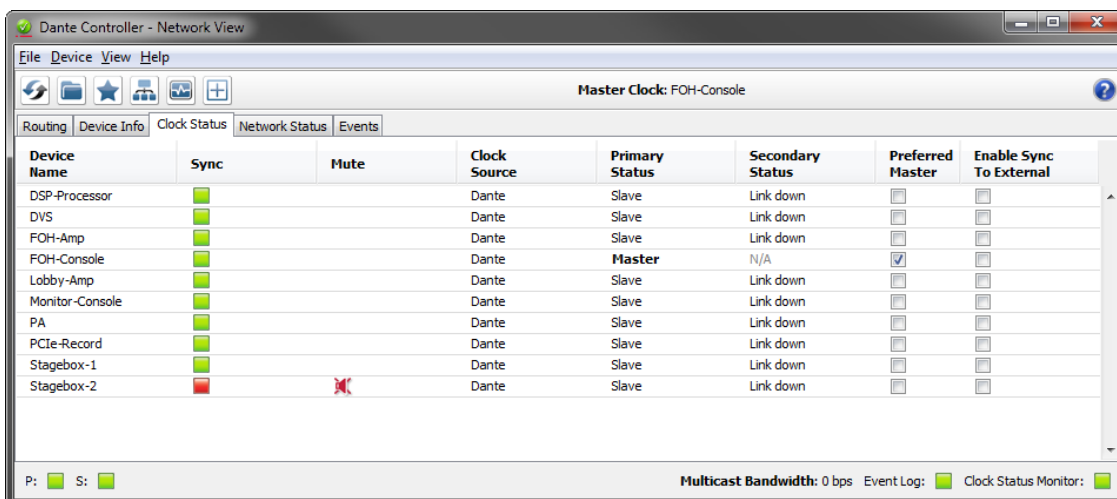 Dante Controller - Network View
File Device View Help
Master Clock: FOH-Console
Routing Device Info Clock Status Network Status Events
Device Name Sync Mute Clock Source Primary Status Secondary Status Preferred Master Enable Sync To External
DSP-Processor Dante Slave Link down
DVS Dante Slave Link down
FOH-Amp Dante Slave Link down
FOH-Console Dante Master N/A
Lobby-Amp Dante Slave Link down
Monitor-Console Dante Slave Link down
PA Dante Slave Link down
PCIe-Record Dante Slave Link down
Stagebox-1 Dante Slave Link down
Stagebox-2 Dante Slave Link down
P: S: Multicast Bandwidth: 0 bps Event Log: Clock Status Monitor: